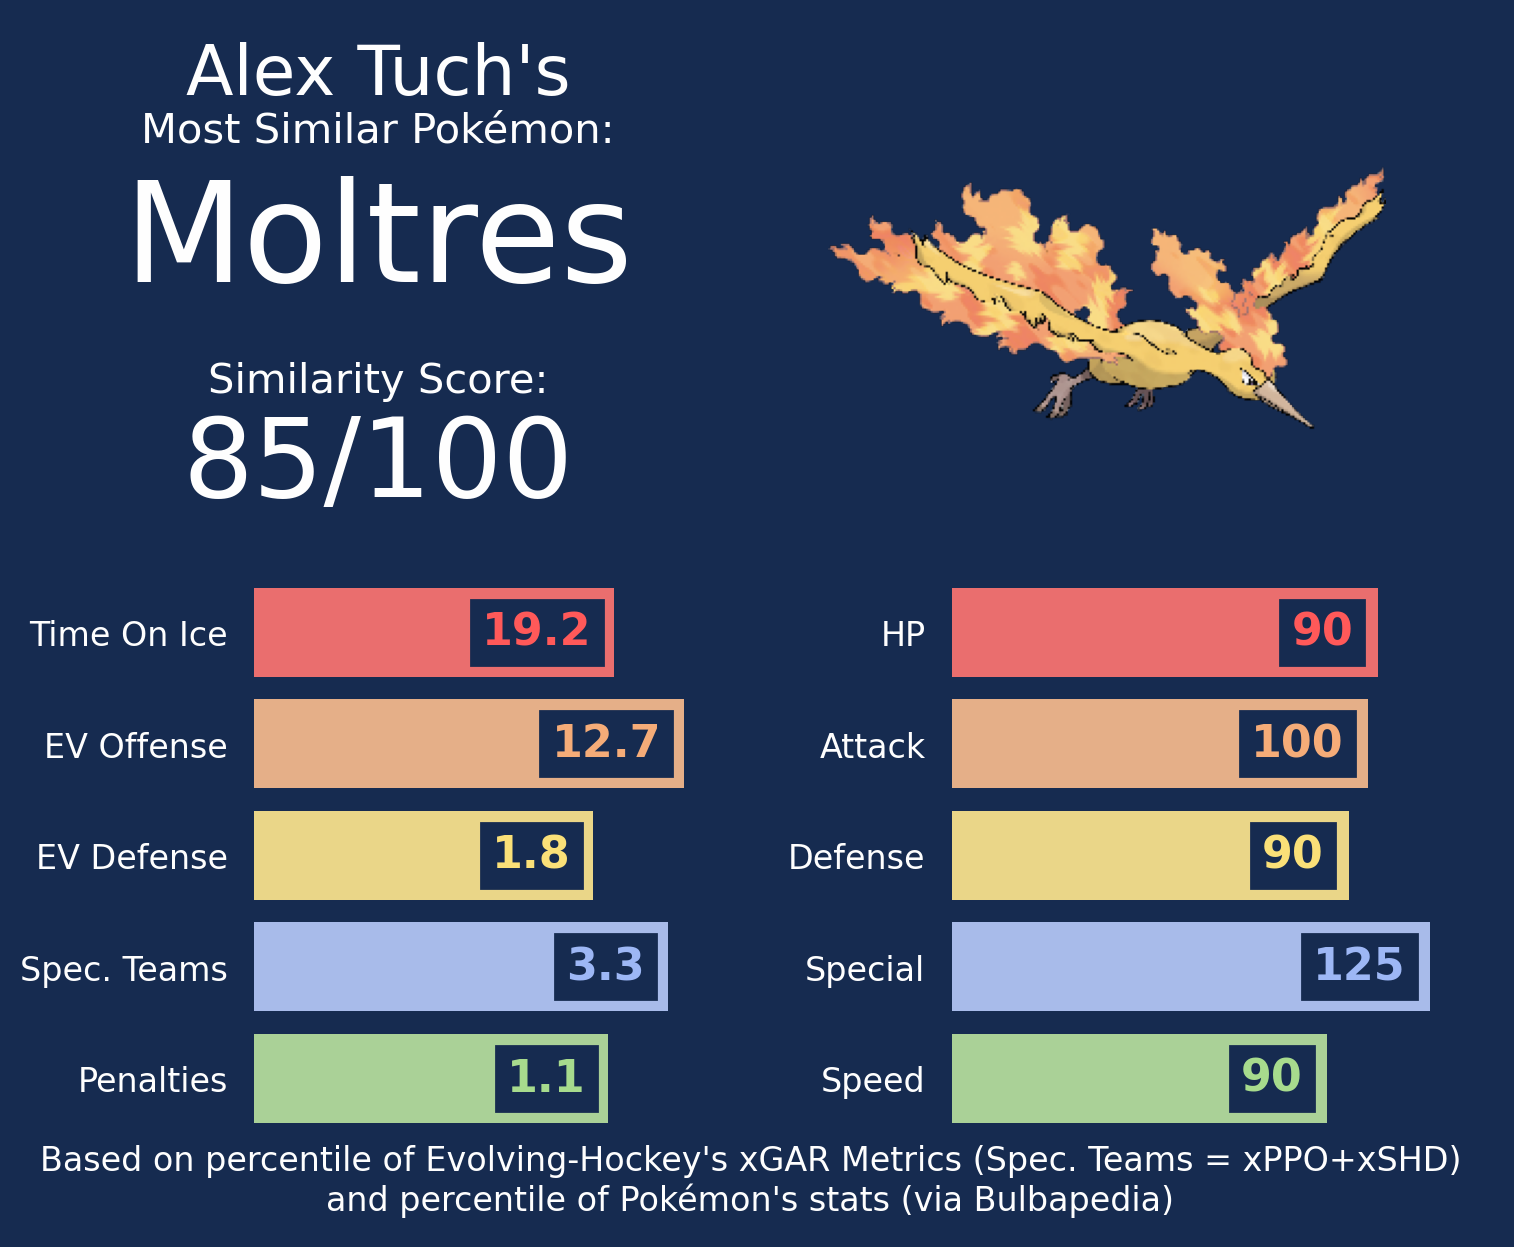 Alex Tuch's
Most Similar Pokémon:
Moltres
Similarity Score:
85/100
Time On Ice 19.2
EV Offense 12.7
EV Defense 1.8
Spec. Teams 3.3
Penalties 1.1
HP 90
Attack 100
Defense 90
Special 125
Speed 90
Based on percentile of Evolving-Hockey's xGAR Metrics (Spec. Teams = xPPO+xSHD)
and percentile of Pokémon's stats (via Bulbapedia)